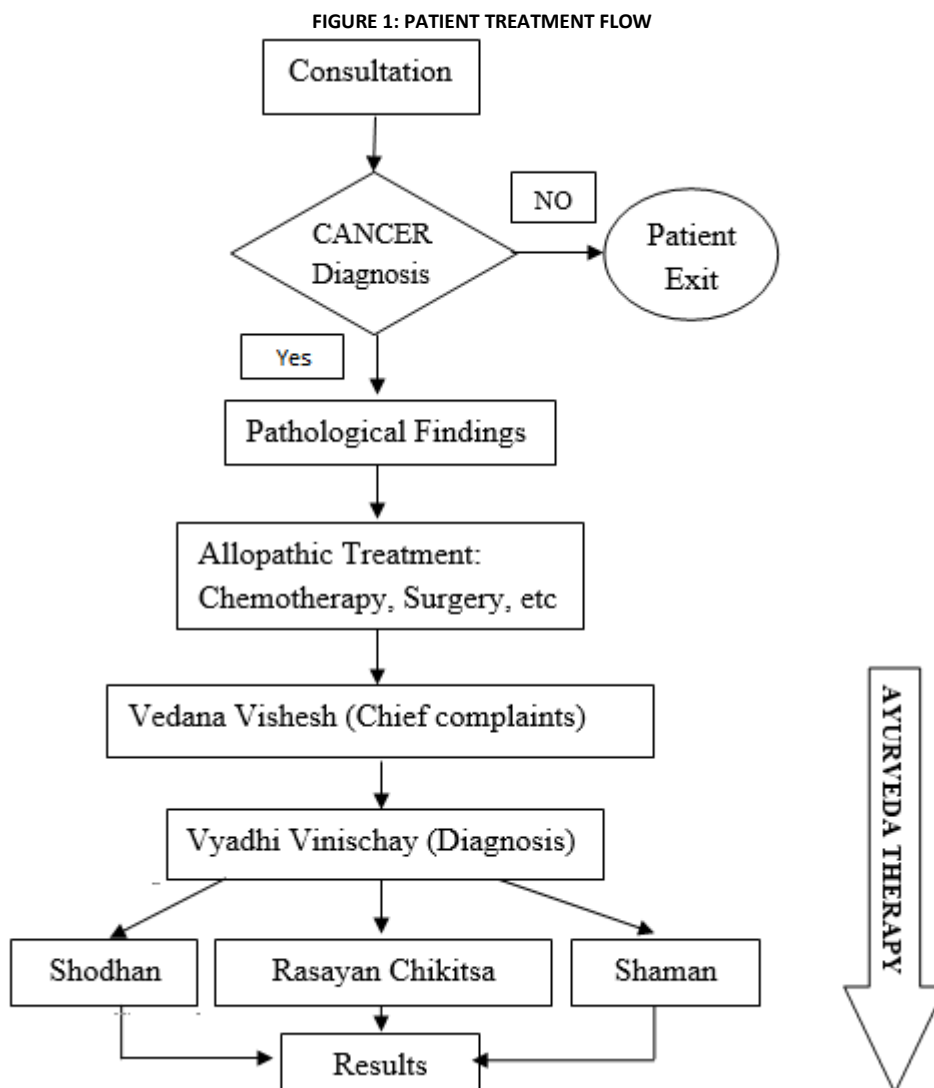 FIGURE 1: PATIENT TREATMENT FLOW
Consultation
CANCER
Diagnosis
NO
Patient
Exit
Yes
Pathological Findings
Allopathic Treatment:
Chemotherapy, Surgery, etc
Vedana Vishesh (Chief complaints)
Vyadhi Vinischay (Diagnosis)
Shodhan
Rasayan Chikitsa
Shaman
Results
AYURVEDA THERAPY